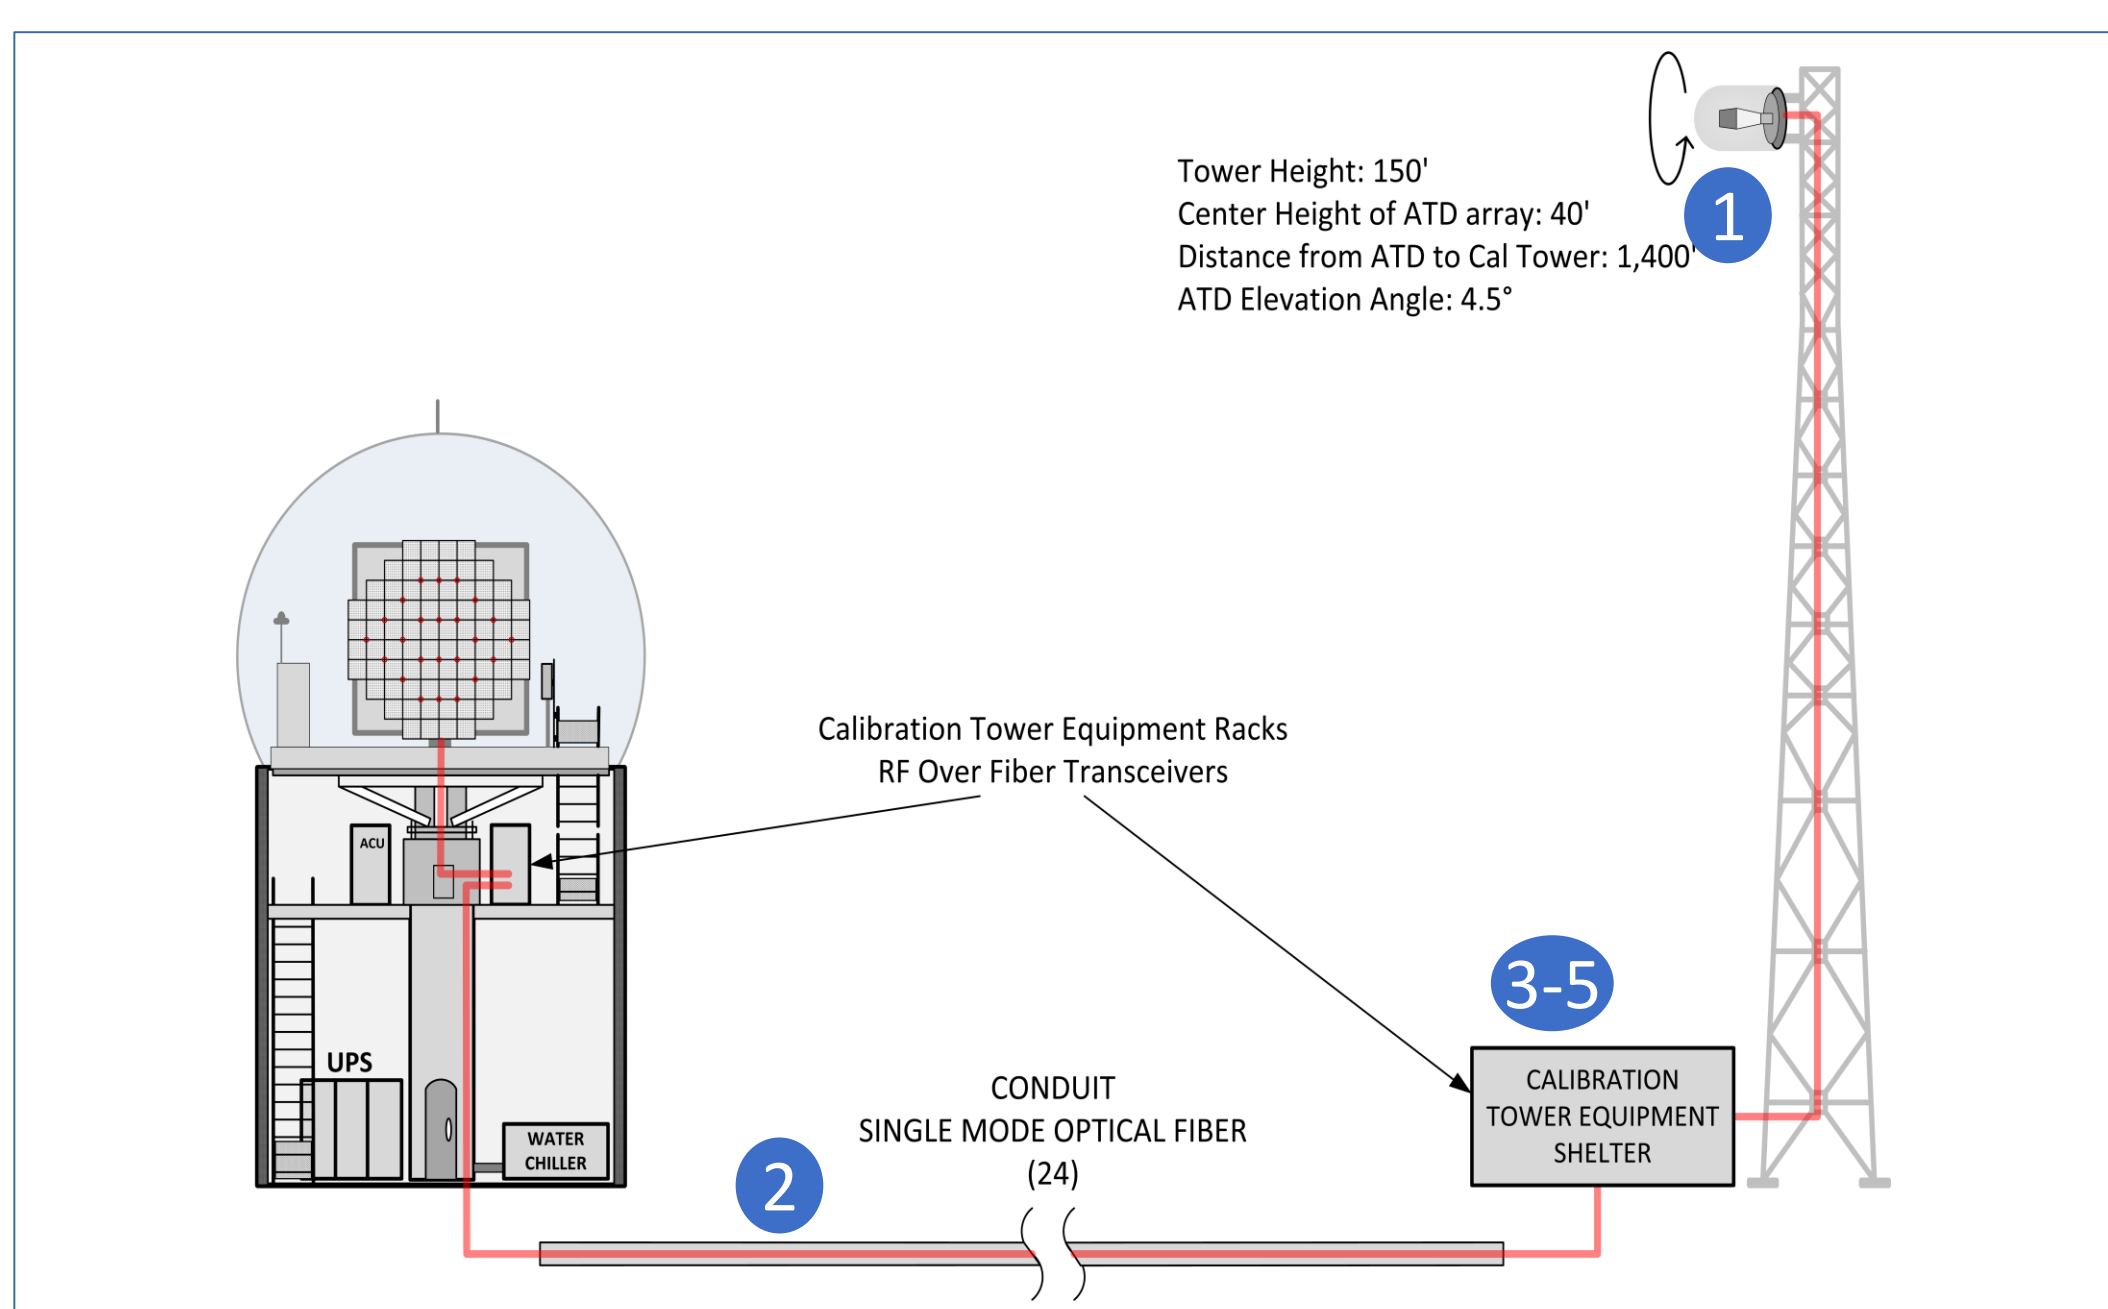 Tower Height: 150'
Center Height of ATD array: 40'
Distance from ATD to Cal Tower: 1,400'
ATD Elevation Angle: 4.5°
1
Calibration Tower Equipment Racks
RF Over Fiber Transceivers
ACU
3-5
UPS
CONDUIT
SINGLE MODE OPTICAL FIBER
(24)
CALIBRATION
TOWER EQUIPMENT
SHELTER
WATER
CHILLER
2